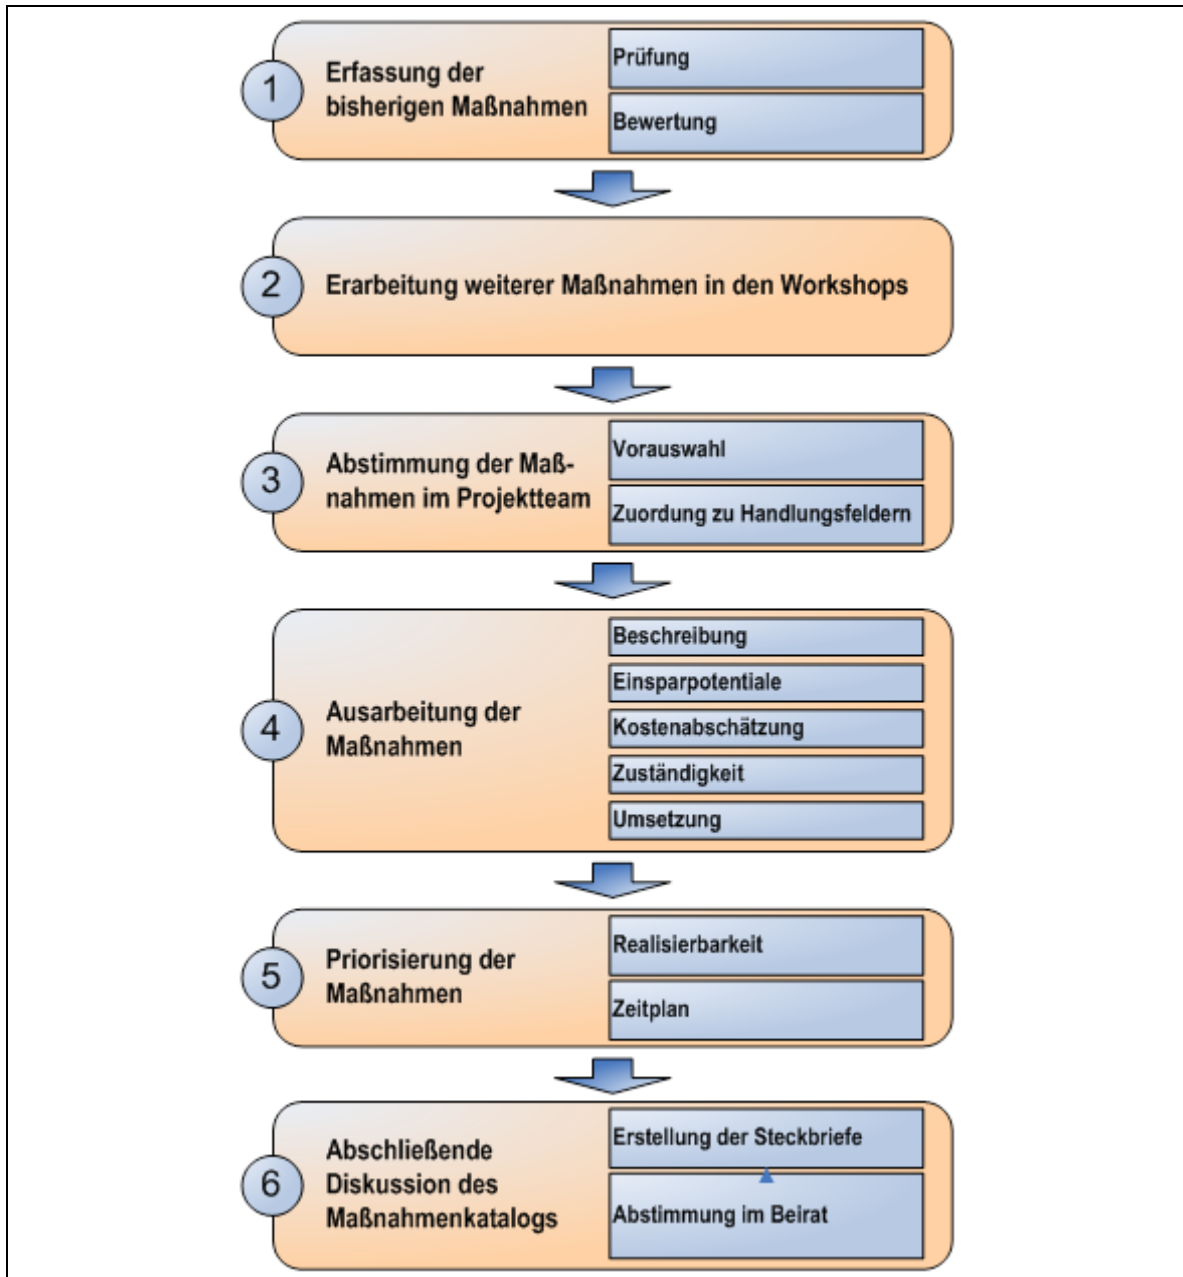 1
Erfassung der
bisherigen Maßnahmen
Prüfung
Bewertung
2
Erarbeitung weiterer Maßnahmen in den Workshops
3
Abstimmung der Maß-
nahmen im Projektteam
Vorauswahl
Zuordung zu Handlungsfeldern
4
Ausarbeitung der
Maßnahmen
Beschreibung
Einsparpotentiale
Kostenabschätzung
Zuständigkeit
Umsetzung
5
Priorisierung der
Maßnahmen
Realisierbarkeit
Zeitplan
6
Abschließende
Diskussion des
Maßnahmenkatalogs
Erstellung der Steckbriefe
Abstimmung im Beirat